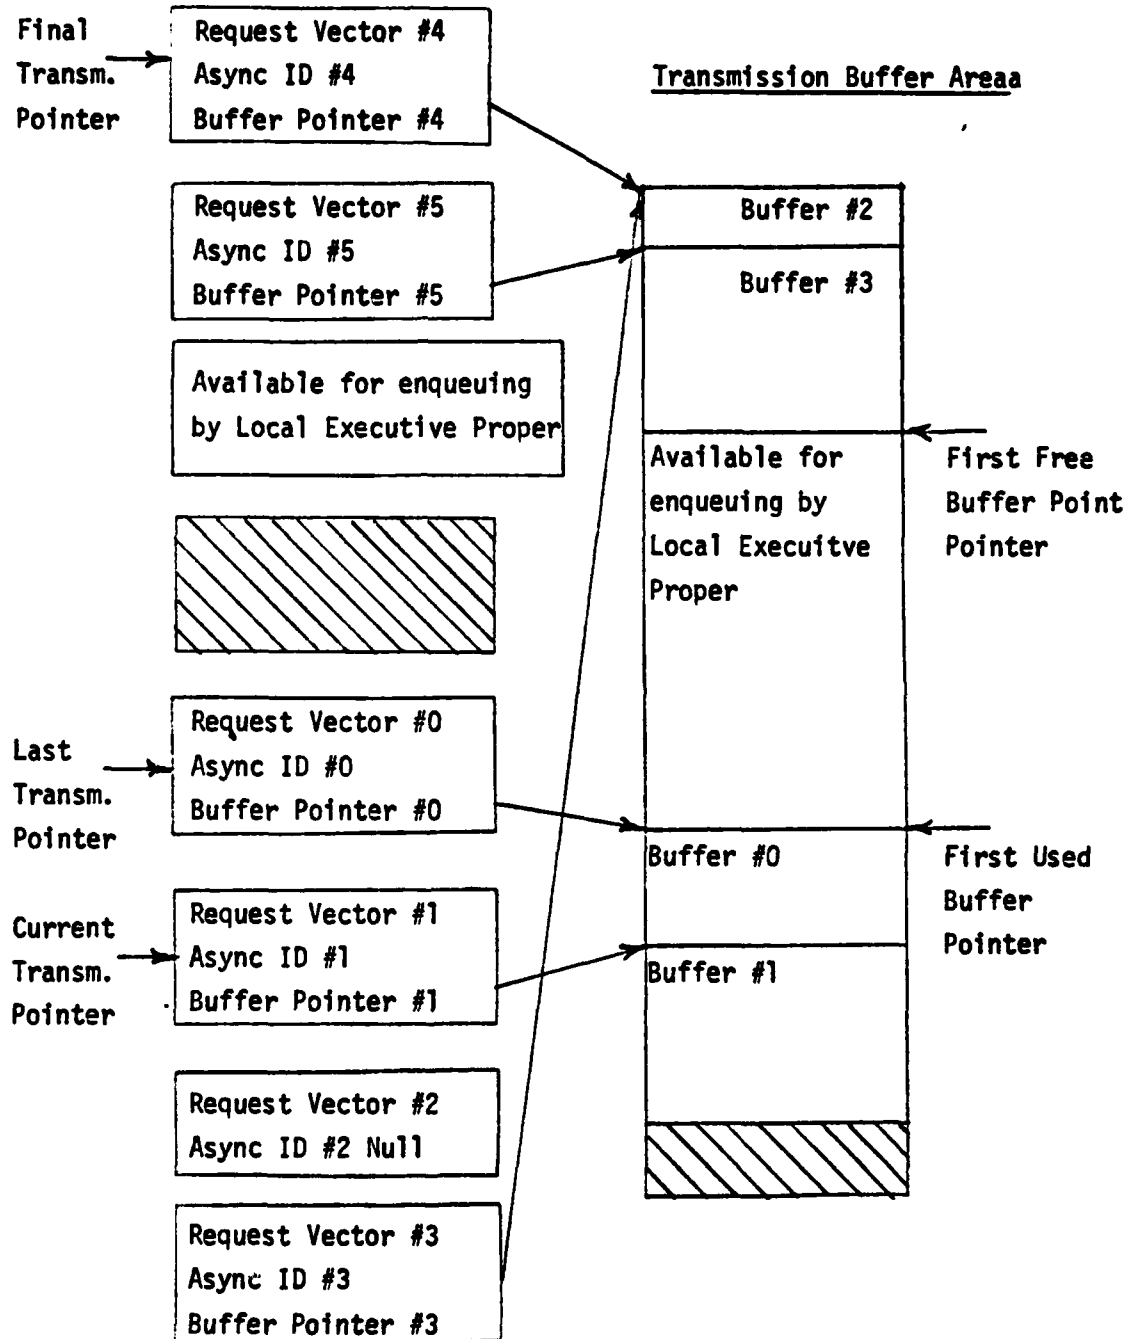 Final
Transm.
Pointer
Request Vector #4
Async ID #4
Buffer Pointer #4
Transmission Buffer Areaa
Request Vector #5
Async ID #5
Buffer Pointer #5
Buffer #2
Buffer #3
Available for enqueuing
by Local Executive Proper
Available for
enqueuing by
Local Execuitve
Proper
First Free
Buffer Point
Pointer
Last
Transm.
Pointer
Request Vector #0
Async ID #0
Buffer Pointer #0
Buffer #0
First Used
Buffer
Pointer
Current
Transm.
Pointer
Request Vector #1
Async ID #1
Buffer Pointer #1
Buffer #1
Request Vector #2
Async ID #2 Null
Request Vector #3
Async ID #3
Buffer Pointer #3